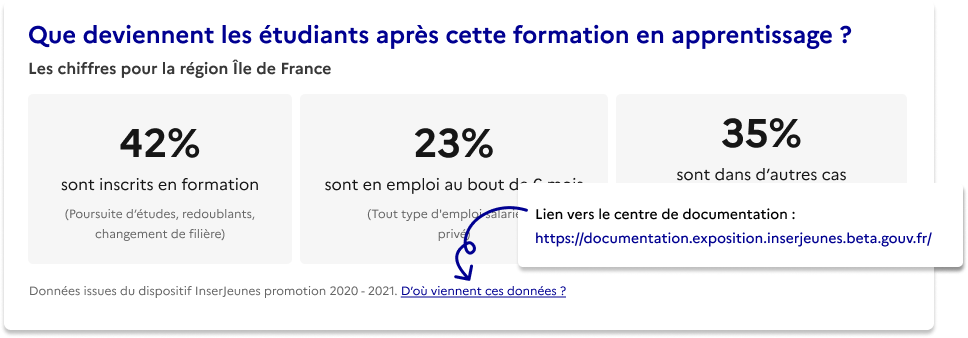 Que deviennent les étudiants après cette formation en apprentissage ?
Les chiffres pour la région Île de France
42%
sont inscrits en formation
(Poursuite d'études, redoublants,
changement de filière)
23%
sont en emploi au bout de 6 mois
(Tout type d'emploi salarié
privé)
35%
sont dans d'autres cas
Lien vers le centre de documentation :
https://documentation.exposition.inserjeunes.beta.gouv.fr/
Données issues du dispositif InserJeunes promotion 2020 - 2021. D'où viennent ces données ?